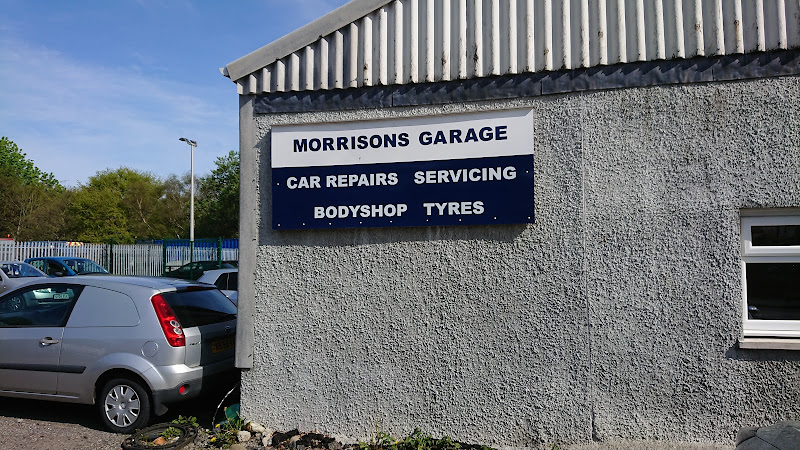 MORRISONS GARAGE
CAR REPAIRS SERVICING
BODYSHOP TYRES